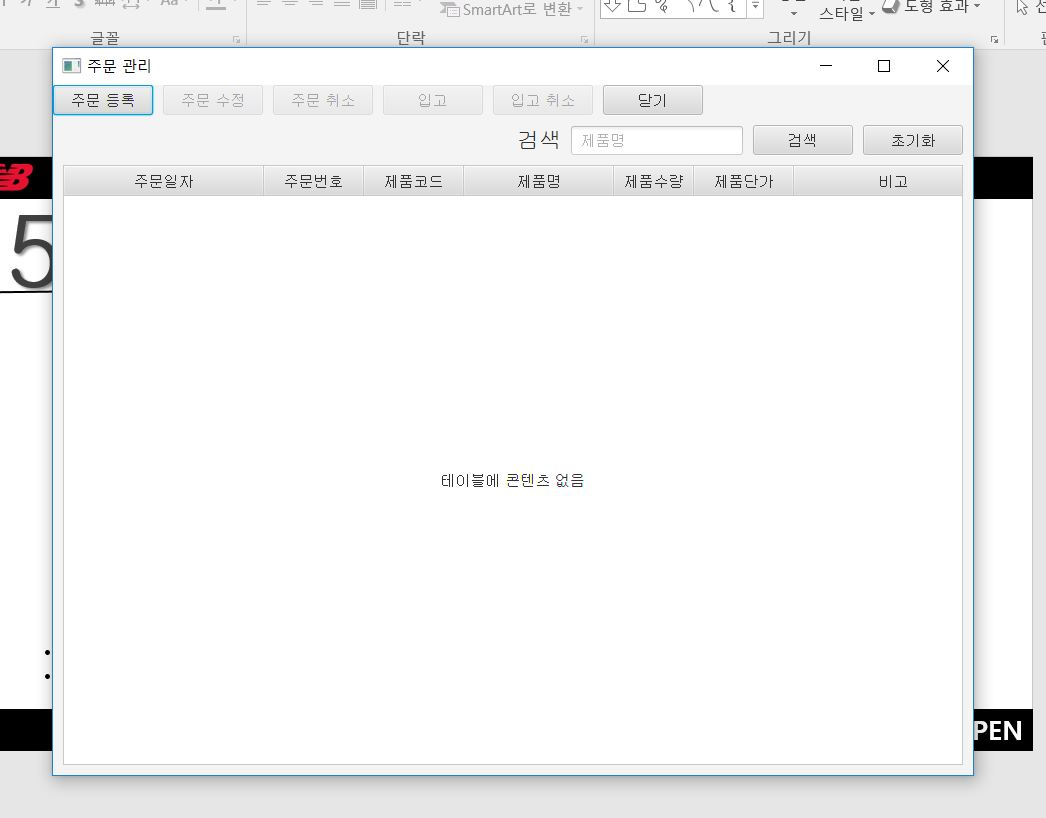 SmartArt로 변환
스타일
도형 효과
글꼴
단락
그리기
주문 관리
주문 등록 주문 수정 주문 취소 입고 입고 취소 닫기
검색 제품명 검색 초기화
주문일자 주문번호 제품코드 제품명 제품수량 제품단가 비고
5
테이블에 콘텐츠 없음
PEN